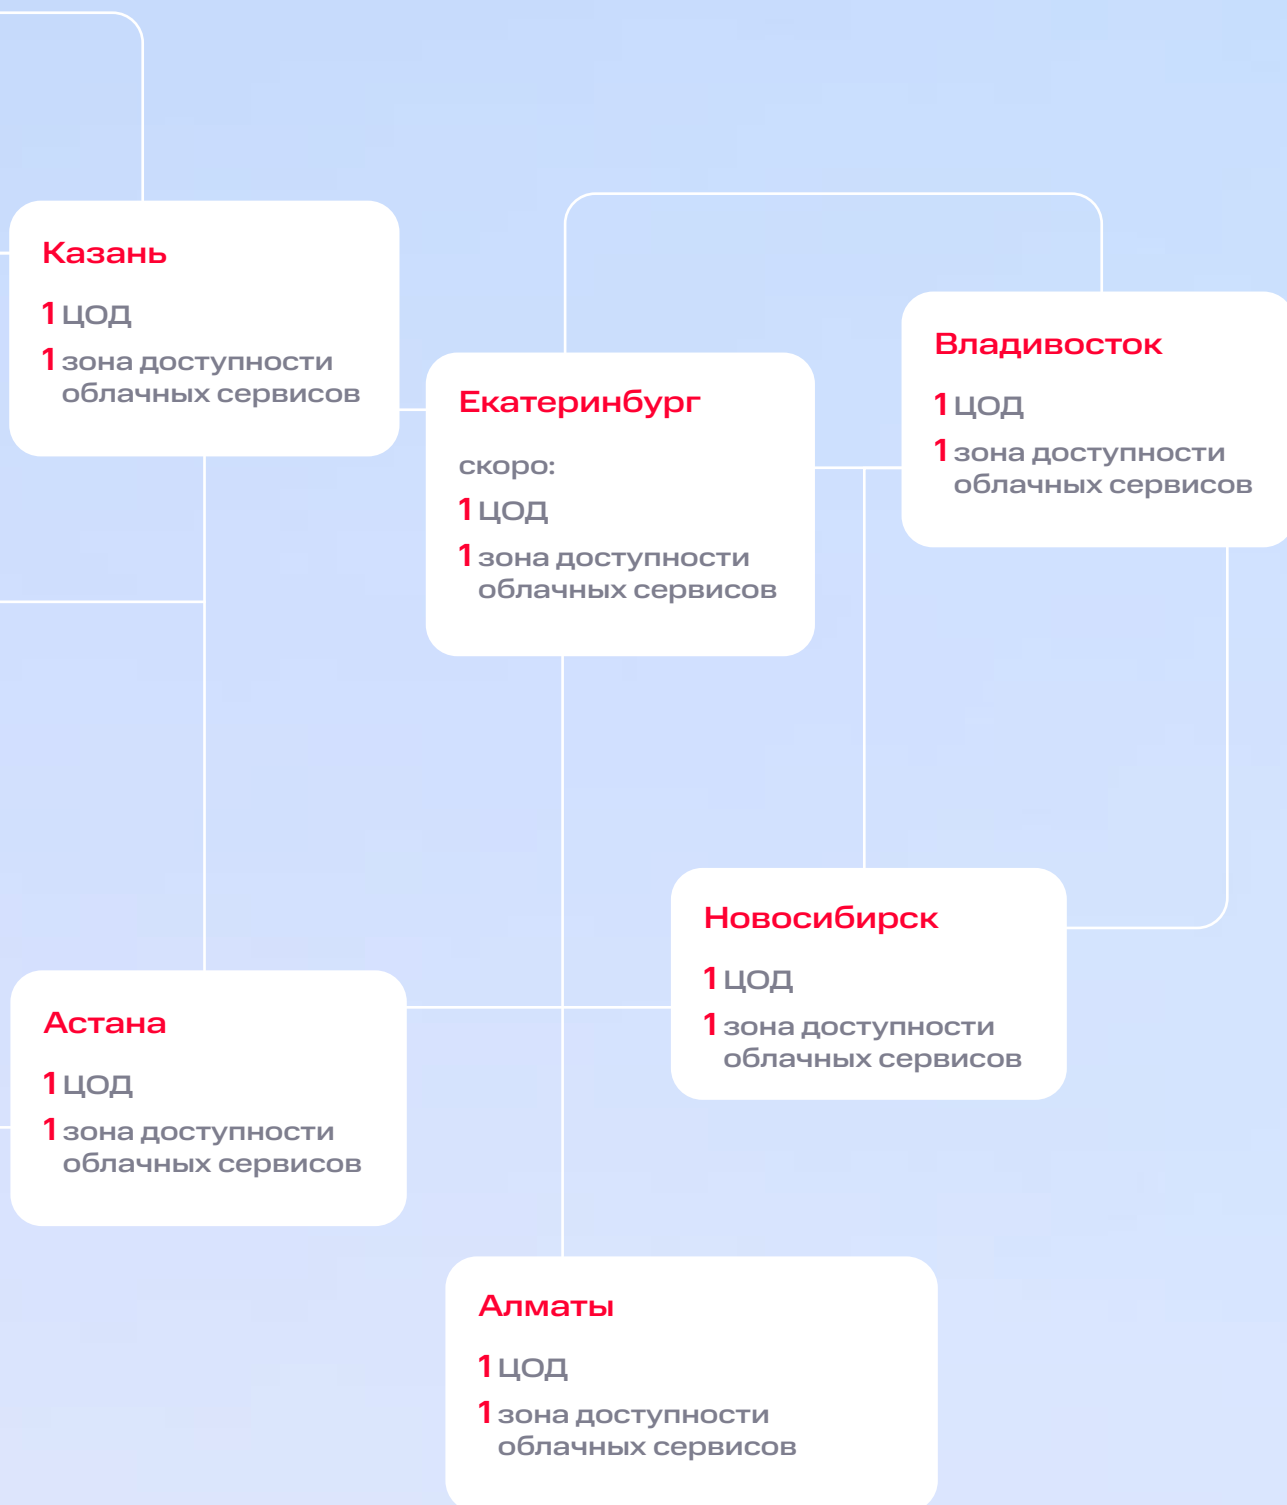 Казань
1 ЦОД
1 зона доступности
облачных сервисов
Екатеринбург
скоро:
1 ЦОД
1 зона доступности
облачных сервисов
Владивосток
1 ЦОД
1 зона доступности
облачных сервисов
Новосибирск
1 ЦОД
1 зона доступности
облачных сервисов
Астана
1 ЦОД
1 зона доступности
облачных сервисов
Алматы
1 ЦОД
1 зона доступности
облачных сервисов